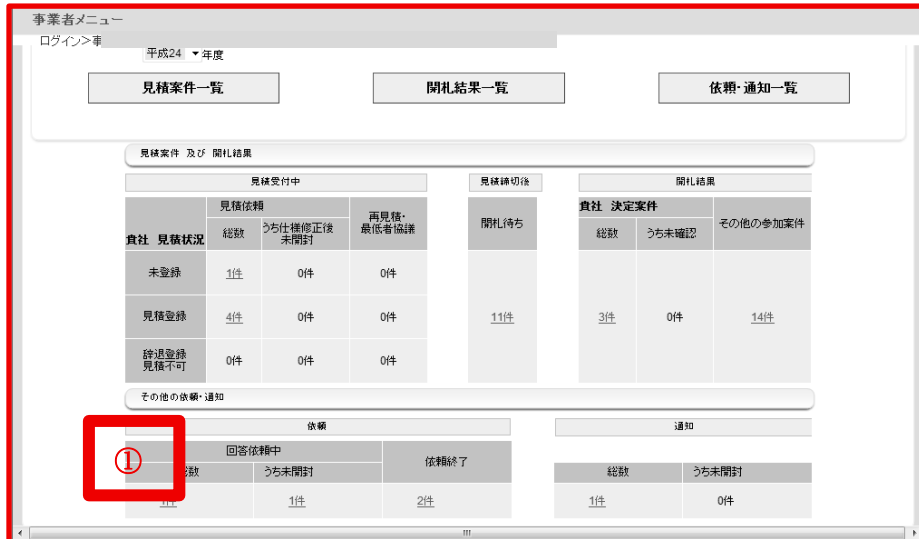 事業者メニュー
ログイン>事
平成24 ▼年度
見積案件一覧 開札結果一覧 依頼・通知一覧
見積案件 及び 開札結果
見積受付中 見積締切後 開札結果
貴社 見積状況 見積依頼 再見積・ 開札待ち 貴社 決定案件 その他の参加案件
総数 うち仕様修正後 最低者協議 総数 うち未確認
未開封
未登録 1件 0件 0件
見積登録 4件 0件 0件 11件 3件 0件 14件
辞退登録 0件 0件 0件
見積不可
その他の依頼・通知
依頼 通知
① 回答依頼中 依頼終了
総数 うち未開封 総数 うち未開封
1件 1件 2件 1件 0件